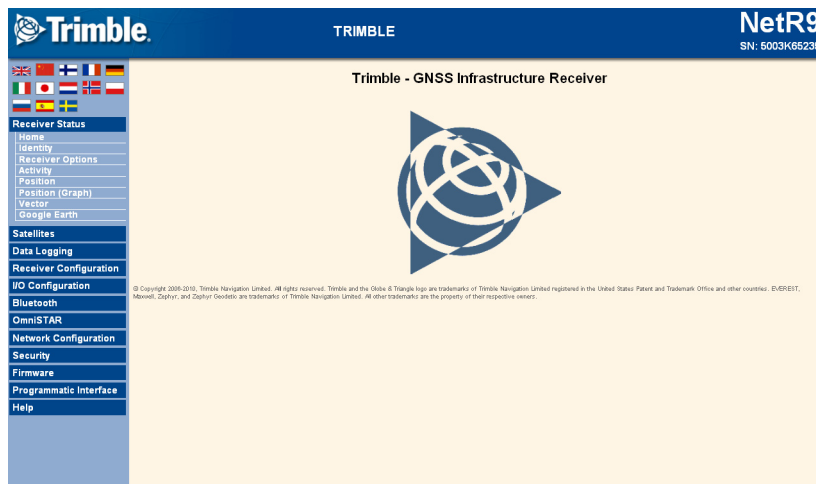 Trimble.
TRIMBLE
NetR9
SN: 5003K65235
Receiver Status
Home
Identity
Receiver Options
Activity
Position
Position (Graph)
Vector
Google Earth
Satellites
Data Logging
Receiver Configuration
I/O Configuration
Bluetooth
OmniSTAR
Network Configuration
Security
Firmware
Programmatic Interface
Help
Trimble - GNSS Infrastructure Receiver
© Copyright 2006-2010, Trimble Navigation Limited. All rights reserved. Trimble and the Globe & Triangle logo are trademarks of Trimble Navigation Limited registered in the United States Patent and Trademark Office and other countries. EVEREST,
Maxwell, Zephyr, and Zephyr Geodetic are trademarks of Trimble Navigation Limited. All other trademarks are the property of their respective owners.